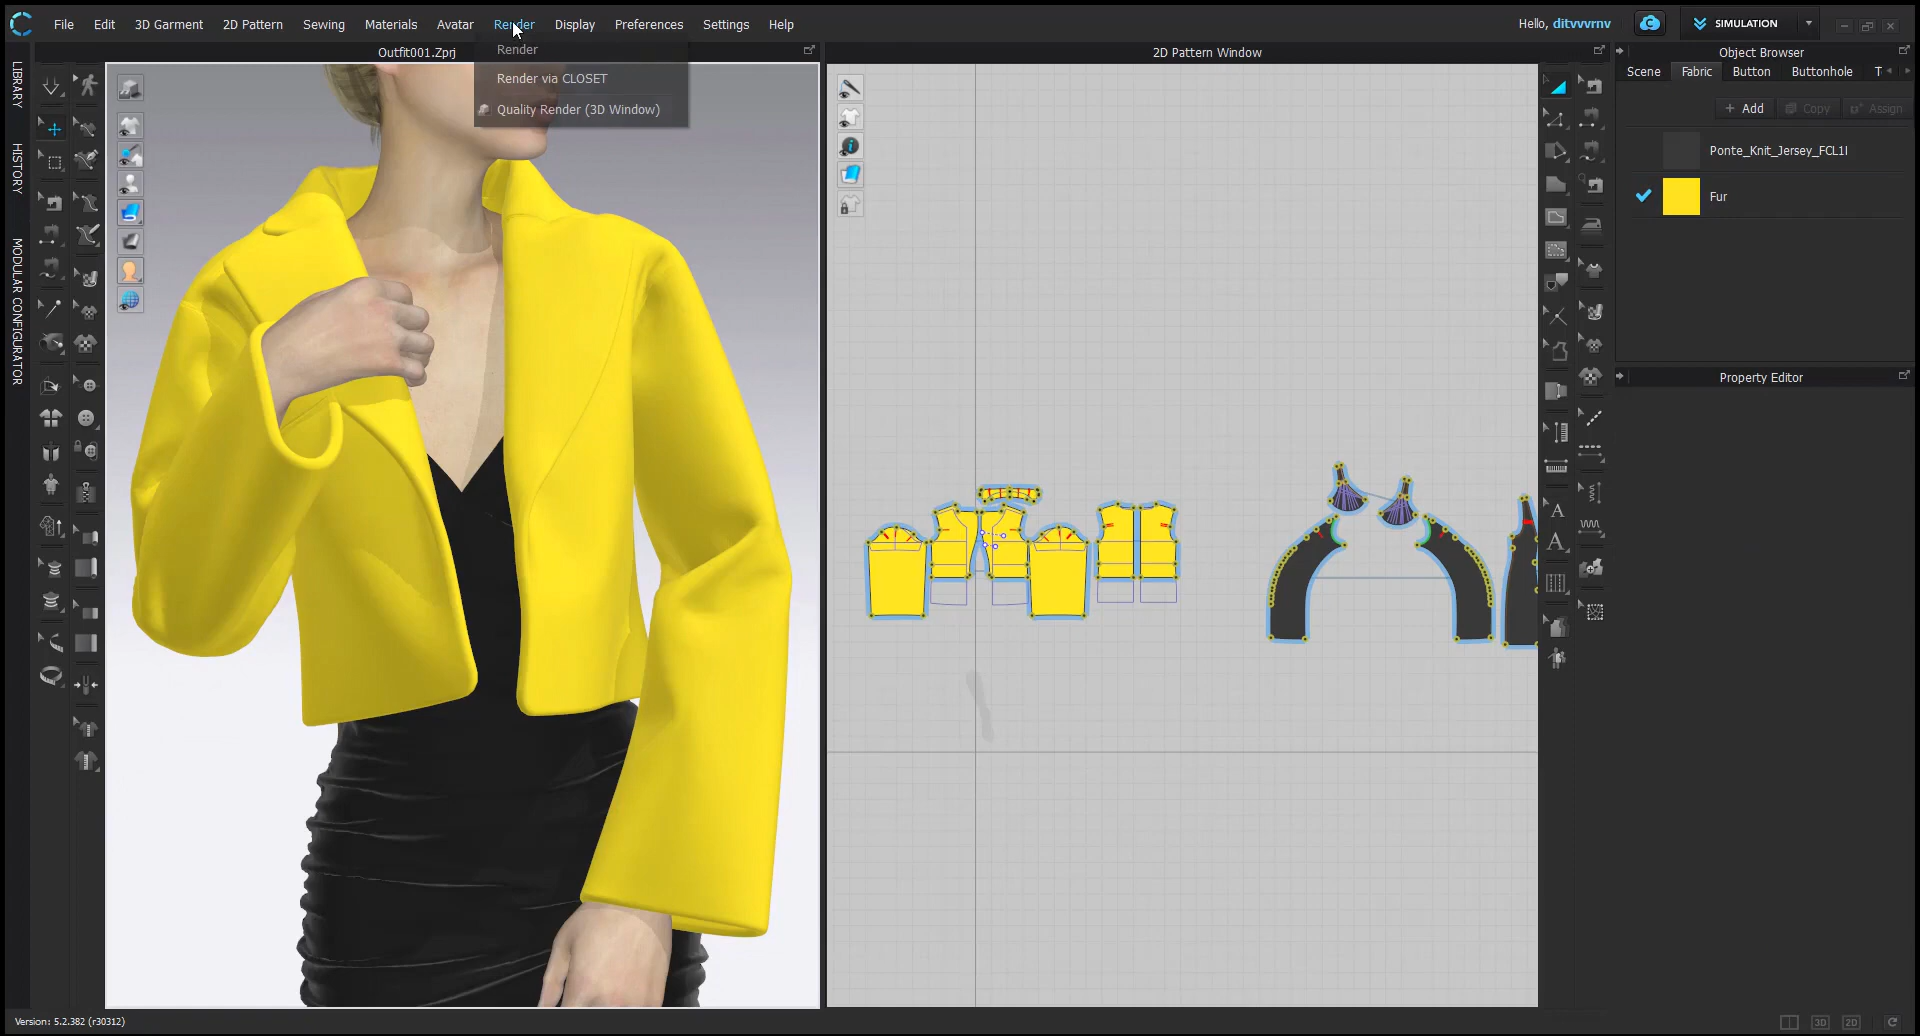 File Edit 3D Garment 2D Pattern Sewing Materials Avatar Render Display Preferences Settings Help
Hello, ditvvvrnv
SIMULATION
Outfit001.Zprj
2D Pattern Window
Object Browser
Render
Render via CLOSET
Quality Render (3D Window)
Scene Fabric Button Buttonhole T
+ Add Copy Assign
Ponte_Knit_Jersey_FCL1I
Fur
Property Editor
LIBRARY
HISTORY
MODULAR CONFIGURATOR
A
A
Version: 5.2.382 (r30312)
3D 2D